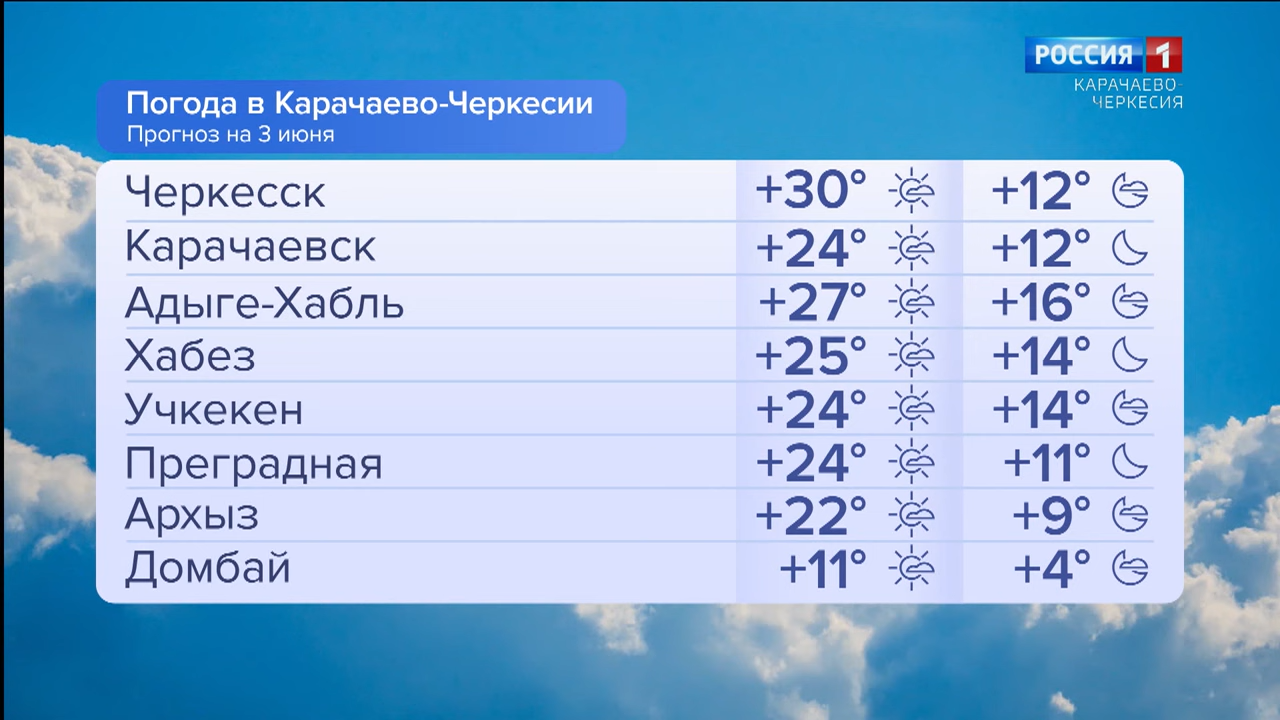 РОССИЯ 1
КАРАЧАЕВО-
ЧЕРКЕСИЯ
Погода в Карачаево-Черкесии
Прогноз на 3 июня
Черкесск +30° +12°
Карачаевск +24° +12°
Адыге-Хабль +27° +16°
Хабез +25° +14°
Учкекен +24° +14°
Преградная +24° +11°
Архыз +22° +9°
Домбай +11° +4°